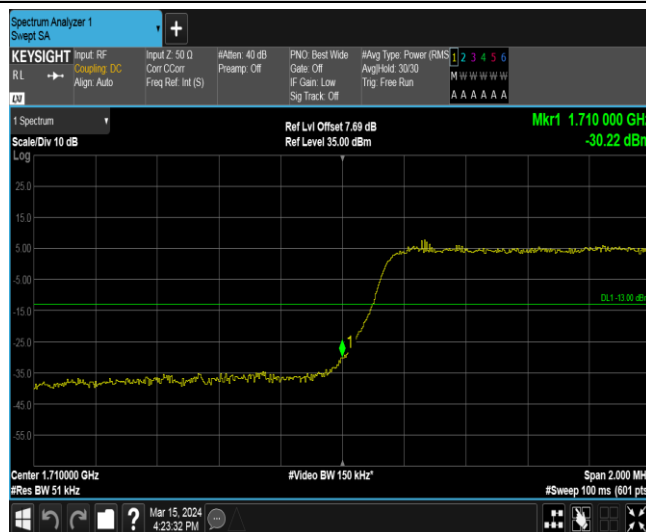 Spectrum Analyzer 1
Swept SA
+
KEYSIGHT Input: RF Input Z: 50 Ω #Atten: 40 dB PNO: Best Wide #Avg Type: Power (RMS 1 2 3 4 5 6
RL Coupling: DC Corr CCorr Preamp: Off Gate: Off Avg|Hold: 30/30 M W W W W W
Align: Auto Freq Ref: Int (S) IF Gain: Low Trig: Free Run
Sig Track: Off A A A A A A
LXI
1 Spectrum Ref Lvl Offset 7.69 dB Mkr1 1.710 000 GHz
Scale/Div 10 dB Ref Level 35.00 dBm -30.22 dBm
Log
25.0
15.0
5.00
-5.00
DL1 -13.00 dBm
-15.0
-25.0
1
-35.0
-45.0
-55.0
Center 1.710000 GHz #Video BW 150 kHz* Span 2.000 MH
#Res BW 51 kHz #Sweep 100 ms (601 pts
? Mar 15, 2024
4:23:32 PM